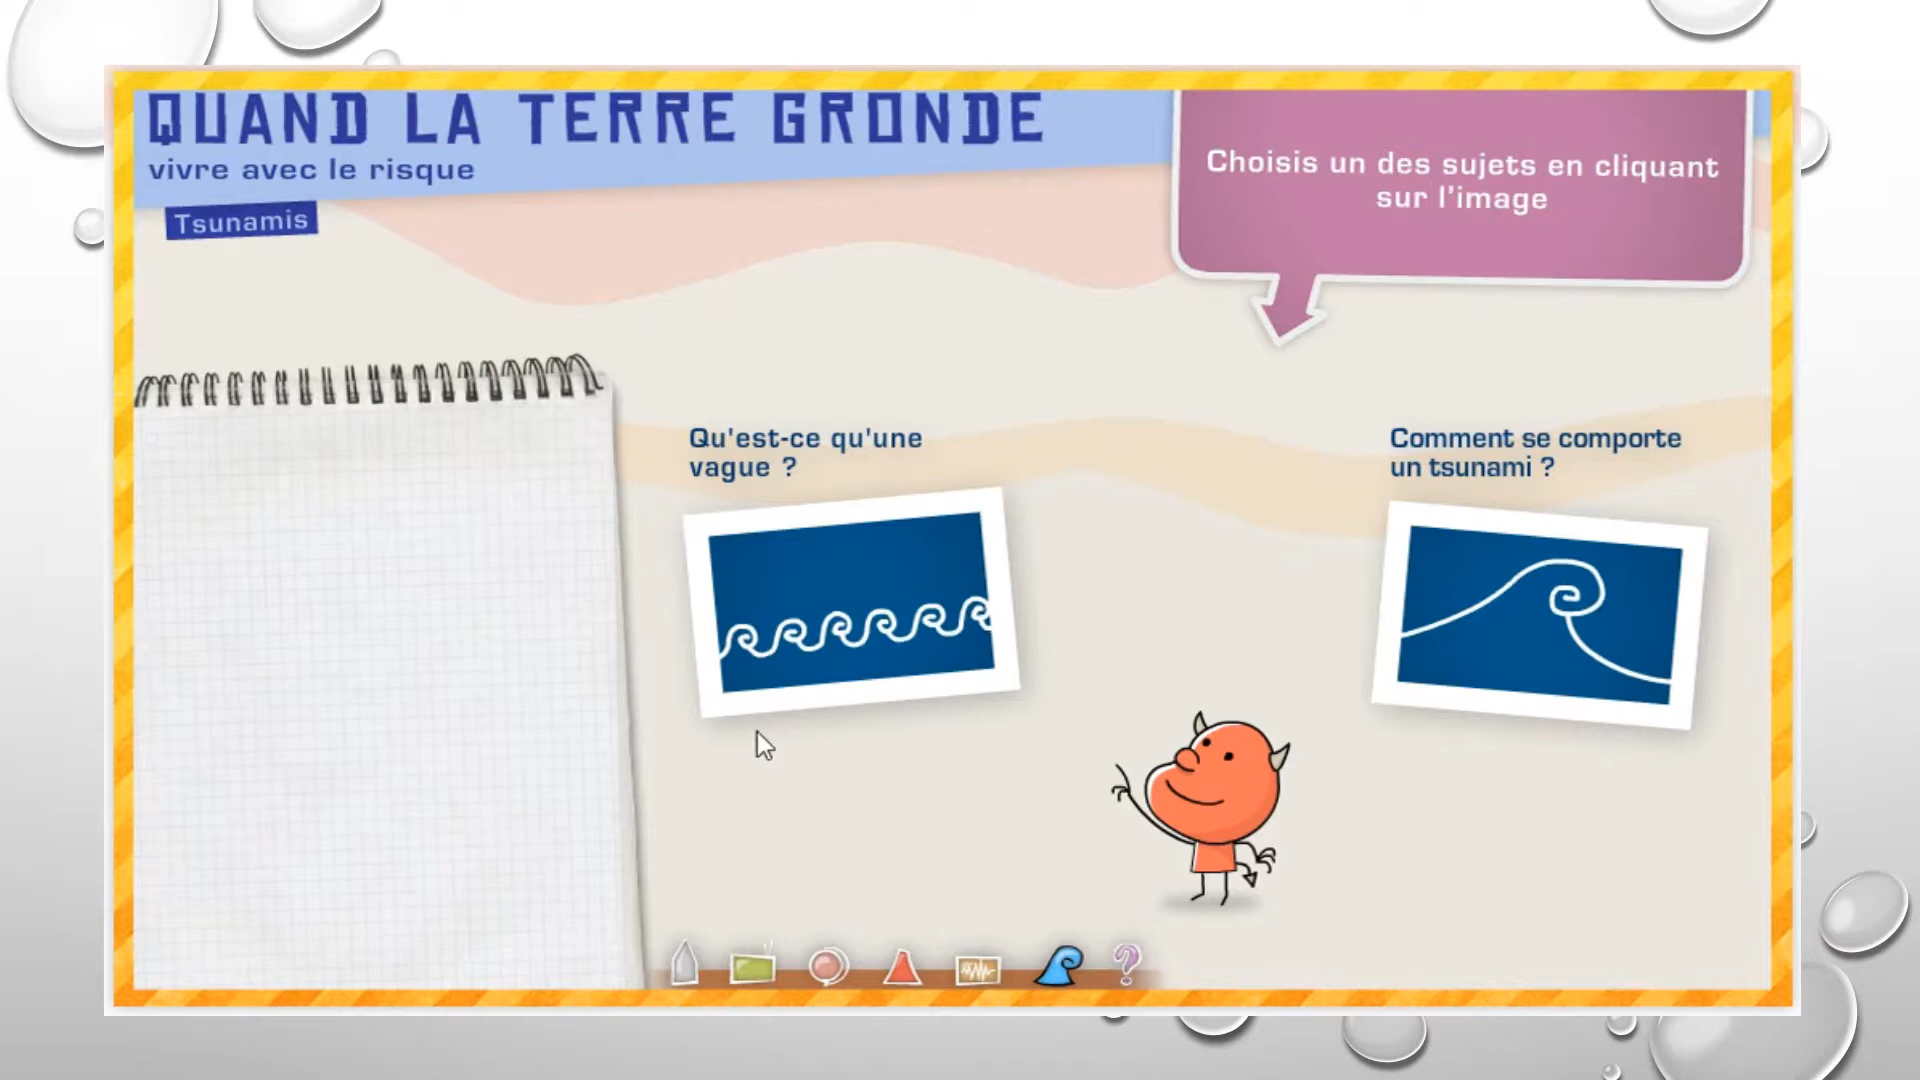 QUAND LA TERRE GRONDE
vivre avec le risque
Tsunamis
Choisis un des sujets en cliquant
sur l'image
Qu'est-ce qu'une
vague ?
Comment se comporte
un tsunami ?
?